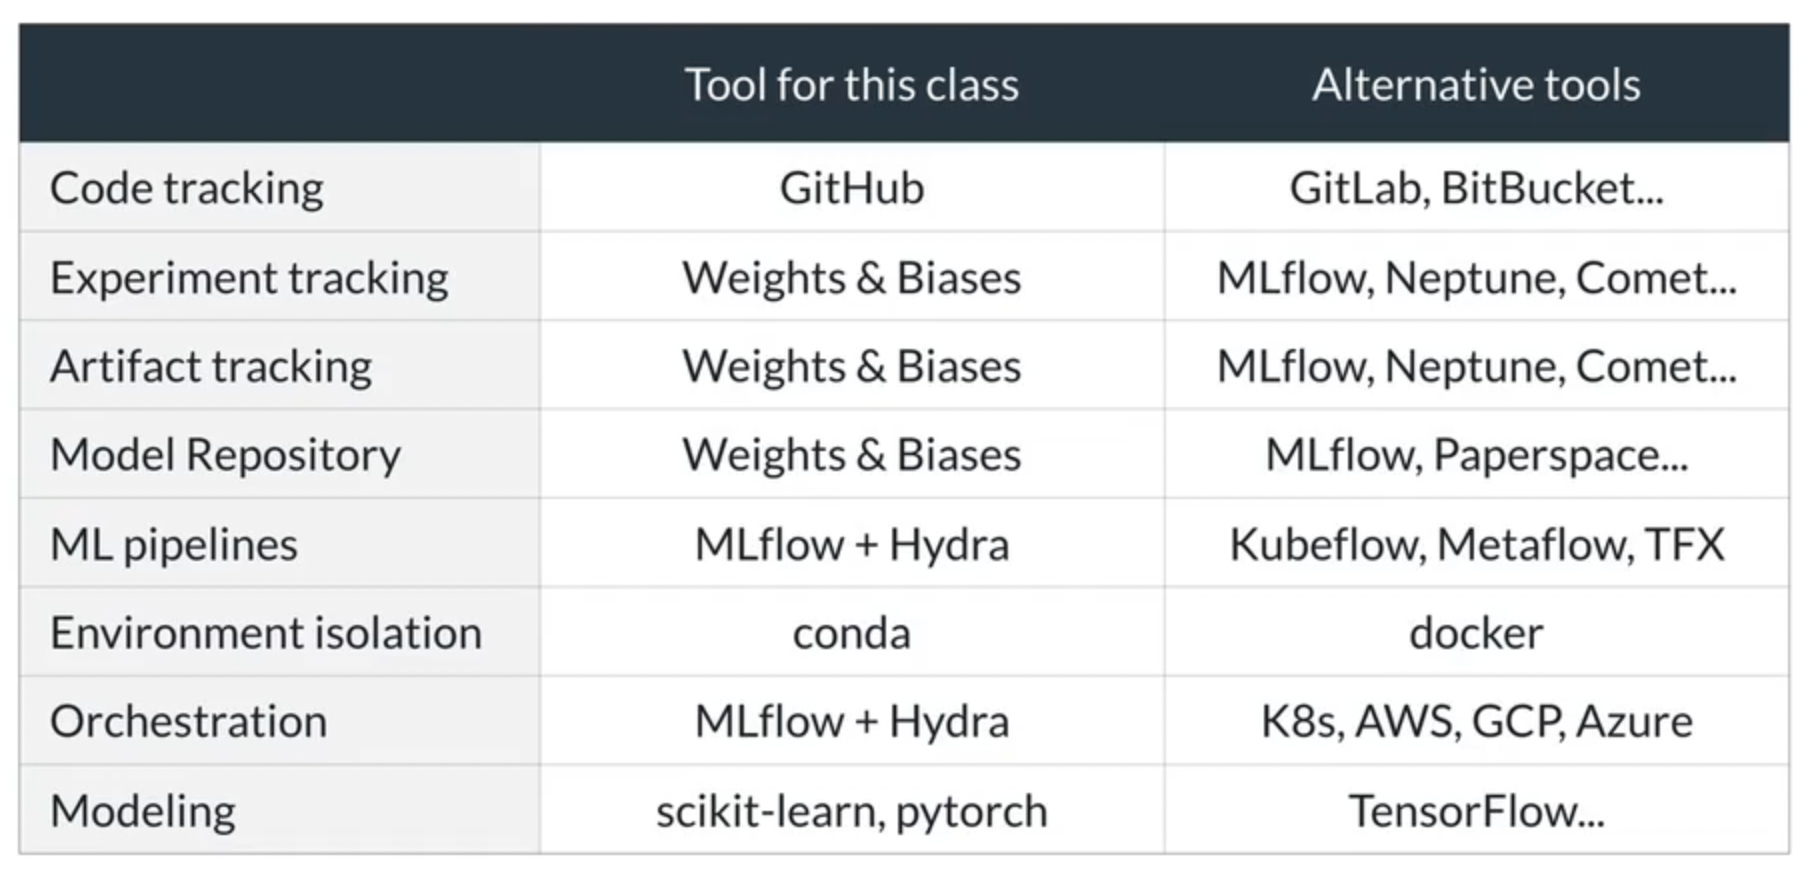 Tool for this class Alternative tools
Code tracking GitHub GitLab, BitBucket...
Experiment tracking Weights & Biases MLflow, Neptune, Comet...
Artifact tracking Weights & Biases MLflow, Neptune, Comet...
Model Repository Weights & Biases MLflow, Paperspace...
ML pipelines MLflow + Hydra Kubeflow, Metaflow, TFX
Environment isolation conda docker
Orchestration MLflow + Hydra K8s, AWS, GCP, Azure
Modeling scikit-learn, pytorch TensorFlow...